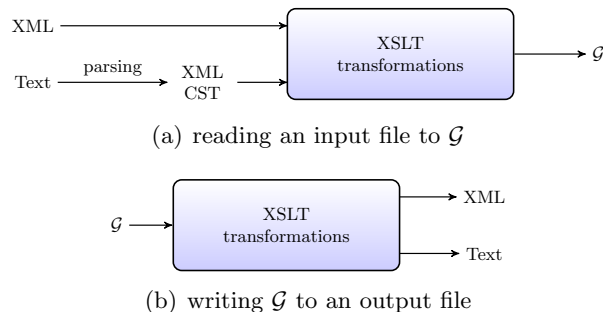 XML
XSLT
transformations
𝒢
parsing
Text
XML
CST
(a) reading an input file to 𝒢
XSLT
transformations
𝒢
XML
Text
(b) writing 𝒢 to an output file